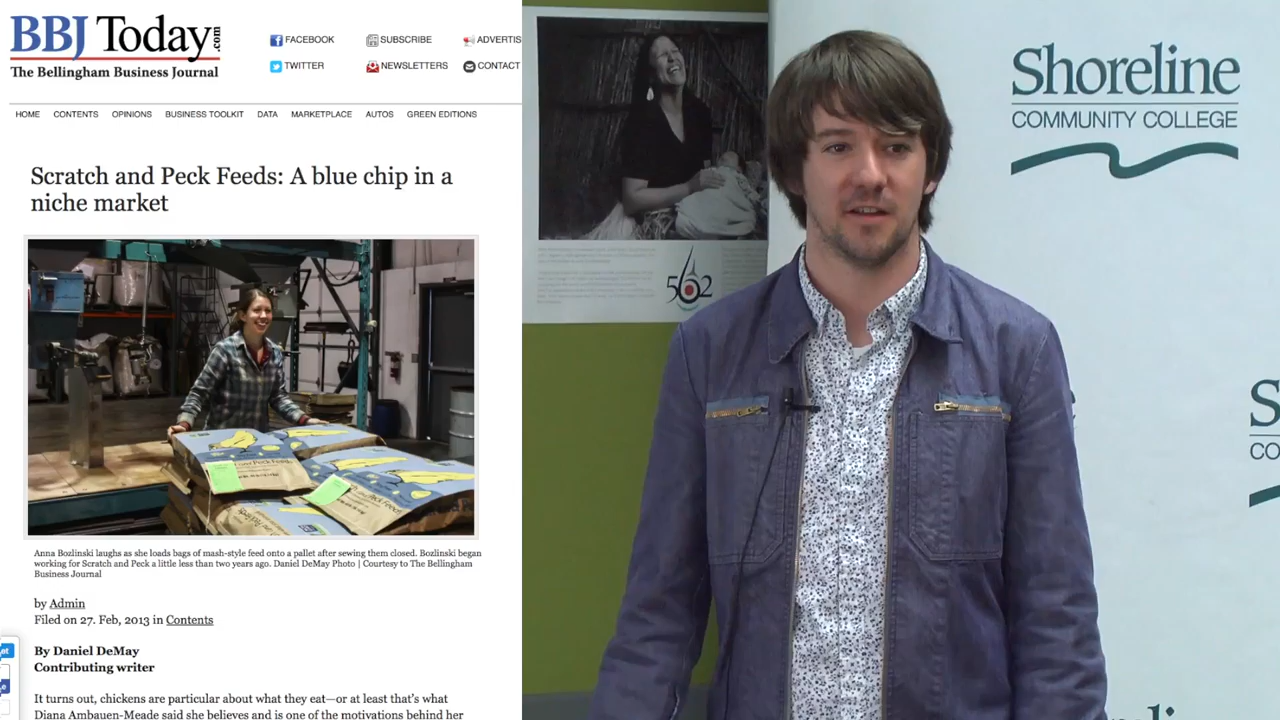 BBJ Today.com
The Bellingham Business Journal
FACEBOOK
SUBSCRIBE
ADVERTIS
TWITTER
NEWSLETTERS
CONTACT
HOME CONTENTS OPINIONS BUSINESS TOOLKIT DATA MARKETPLACE AUTOS GREEN EDITIONS
Scratch and Peck Feeds: A blue chip in a
niche market
Anna Bozlinski laughs as she loads bags of mash-style feed onto a pallet after sewing them closed. Bozlinski began
working for Scratch and Peck a little less than two years ago. Daniel DeMay Photo | Courtesy to The Bellingham
Business Journal
by Admin
Filed on 27. Feb, 2013 in Contents
By Daniel DeMay
Contributing writer
It turns out, chickens are particular about what they eat—or at least that's what
Diana Ambauen-Meade said she believes and is one of the motivations behind her
562
Shoreline
COMMUNITY COLLEGE
S
CO
Shoreline